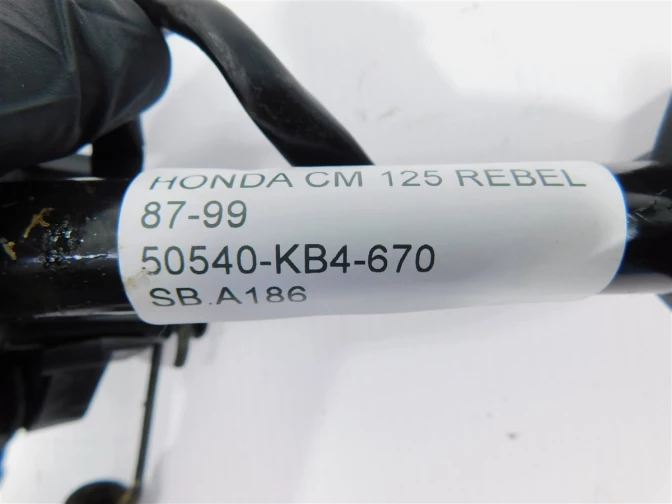 HONDA CM 125 REBEL
87-99
50540-KB4-670
SB.A186